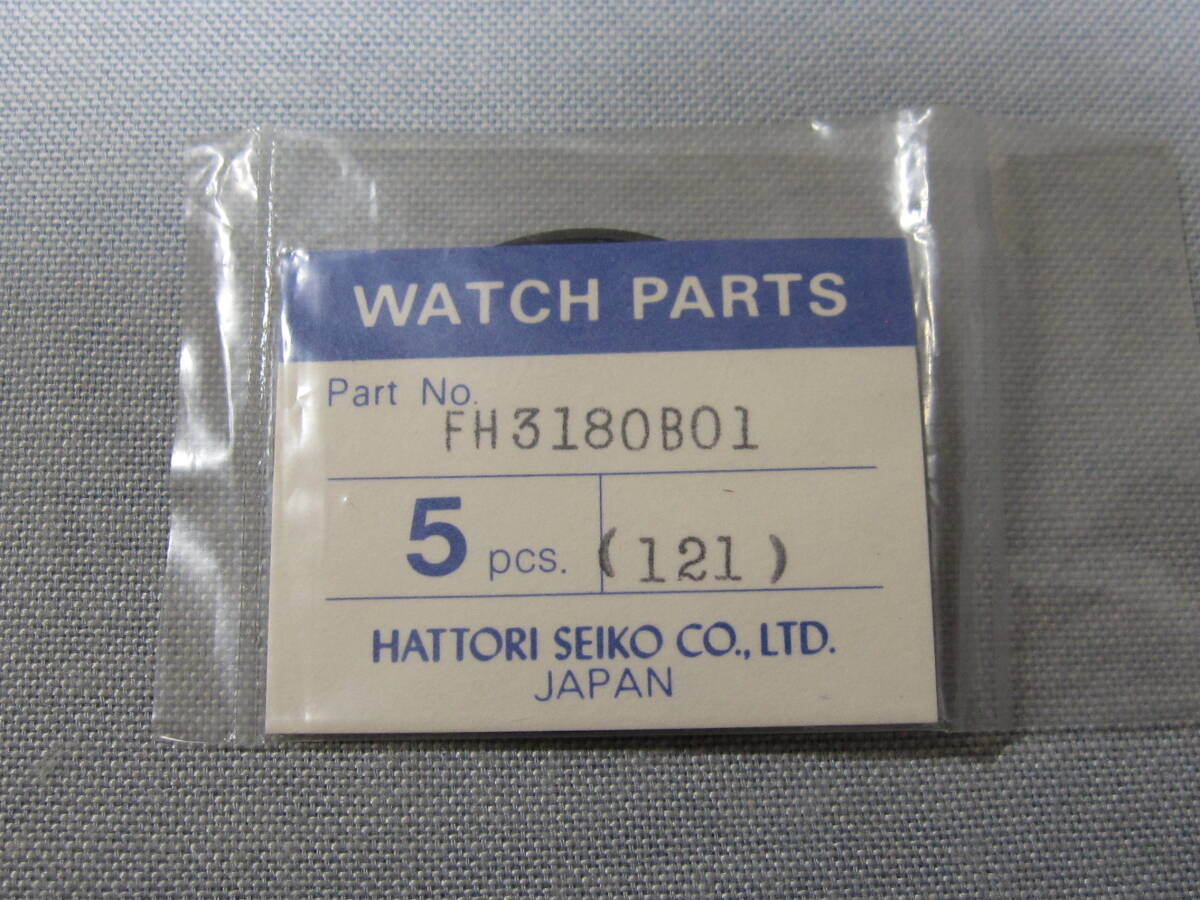 WATCH PARTS
Part No.
FH3180B01
5 pcs. (121)
HATTORI SEIKO CO., LTD.
JAPAN